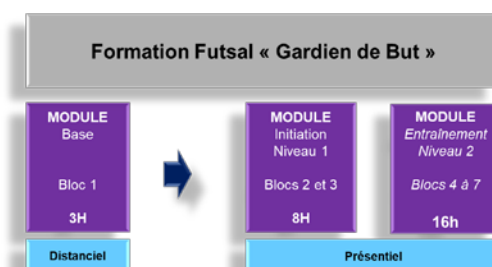 Formation Futsal « Gardien de But »
MODULE
Base
Bloc 1
3H
MODULE
Initiation
Niveau 1
Blocs 2 et 3
8H
MODULE
Entraînement
Niveau 2
Blocs 4 à 7
16h
Distanciel
Présentiel